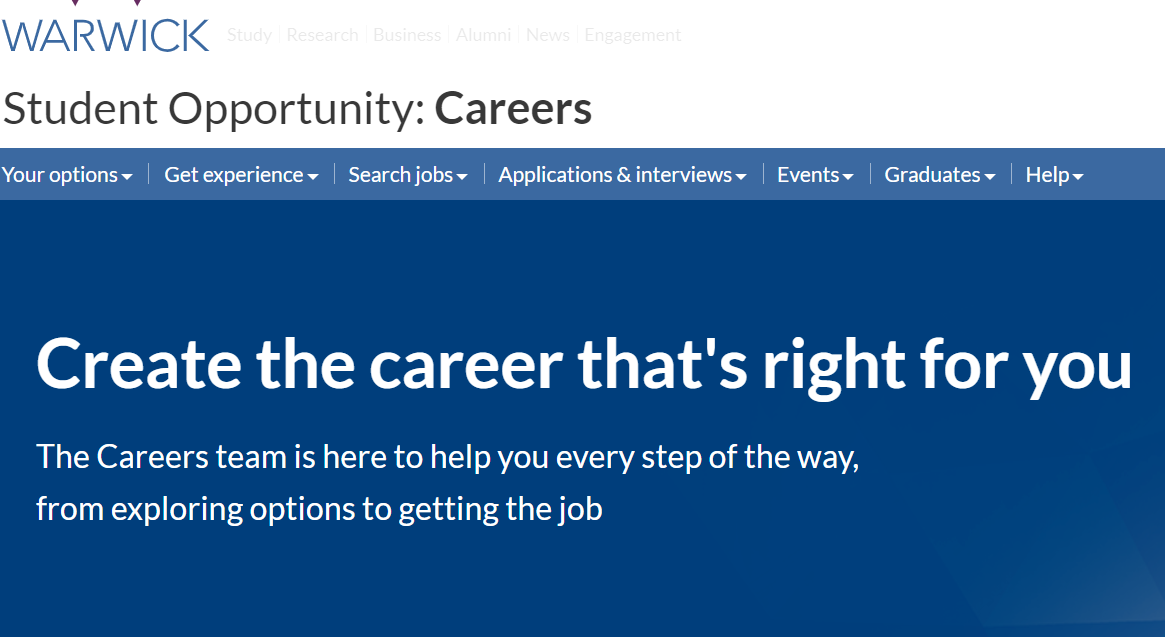 WARWICK
Study Research Business Alumni News Engagement
Student Opportunity: Careers
Your options Get experience Search jobs Applications & interviews Events Graduates Help
Create the career that's right for you
The Careers team is here to help you every step of the way,
from exploring options to getting the job